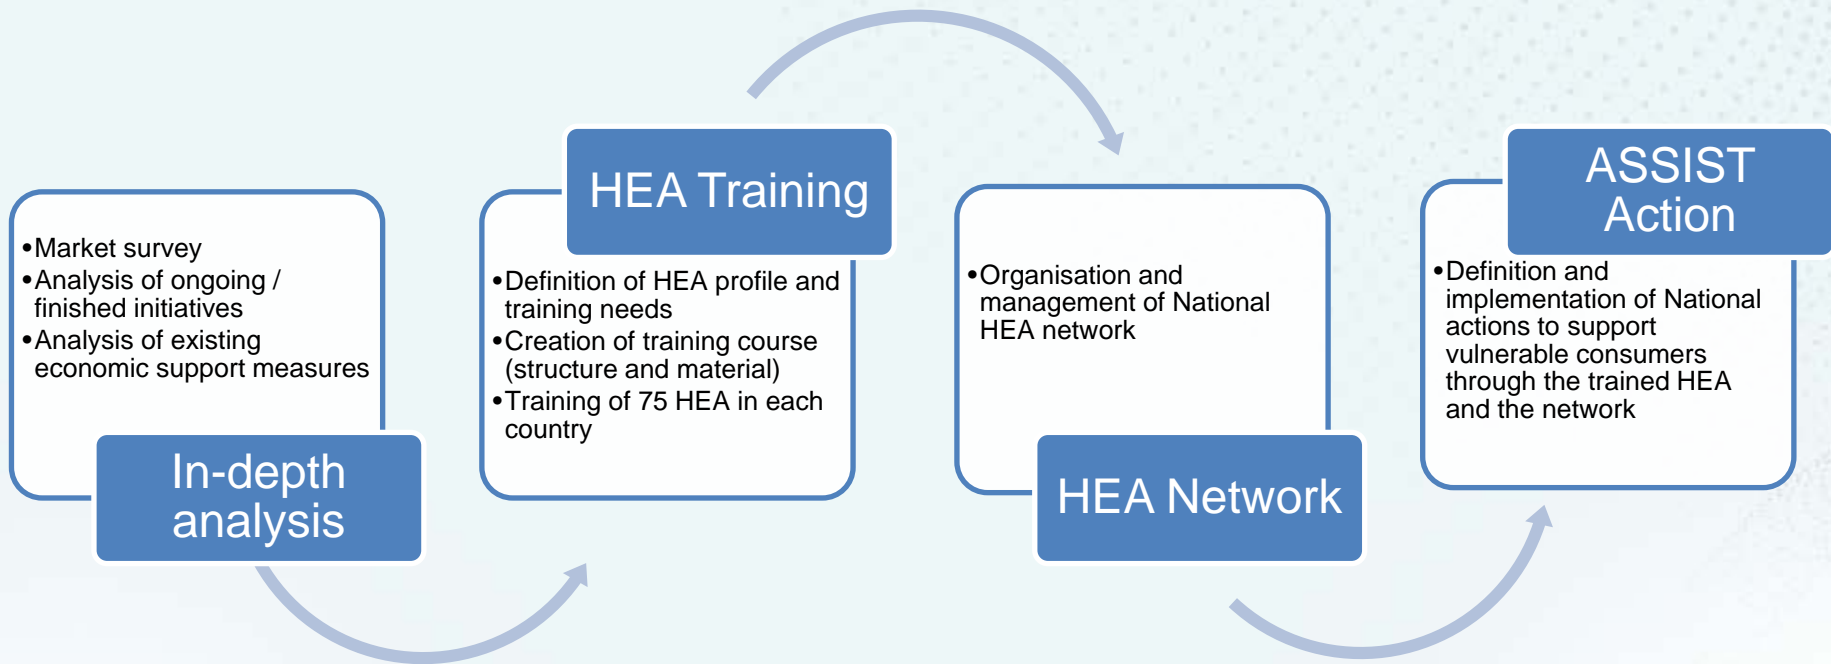 •Market survey
•Analysis of ongoing /
finished initiatives
•Analysis of existing
economic support measures
In-depth
analysis
HEA Training
•Definition of HEA profile and
training needs
•Creation of training course
(structure and material)
•Training of 75 HEA in each
country
•Organisation and
management of National
HEA network
HEA Network
ASSIST
Action
•Definition and
implementation of National
actions to support
vulnerable consumers
through the trained HEA
and the network